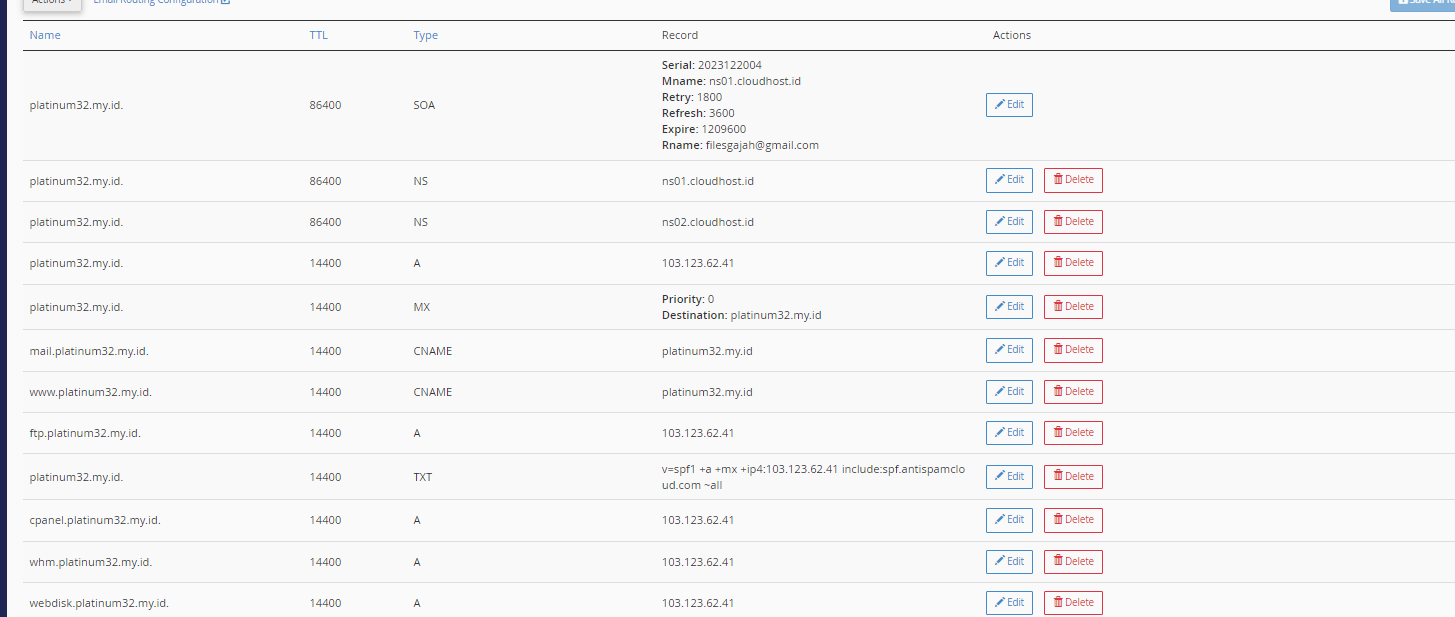 Actions
Email Routing Configuration
Save All Re
Name TTL Type Record Actions
platinum32.my.id. 86400 SOA
Serial: 2023122004
Mname: ns01.cloudhost.id
Retry: 1800
Refresh: 3600
Expire: 1209600
Rname: filesgajah@gmail.com
Edit
platinum32.my.id. 86400 NS ns01.cloudhost.id Edit Delete
platinum32.my.id. 86400 NS ns02.cloudhost.id Edit Delete
platinum32.my.id. 14400 A 103.123.62.41 Edit Delete
platinum32.my.id. 14400 MX
Priority: 0
Destination: platinum32.my.id
Edit Delete
mail.platinum32.my.id. 14400 CNAME platinum32.my.id Edit Delete
www.platinum32.my.id. 14400 CNAME platinum32.my.id Edit Delete
ftp.platinum32.my.id. 14400 A 103.123.62.41 Edit Delete
platinum32.my.id. 14400 TXT
v=spf1 +a +mx +ip4:103.123.62.41 include:spf.antispamclo
ud.com ~all
Edit Delete
cpanel.platinum32.my.id. 14400 A 103.123.62.41 Edit Delete
whm.platinum32.my.id. 14400 A 103.123.62.41 Edit Delete
webdisk.platinum32.my.id. 14400 A 103.123.62.41 Edit Delete